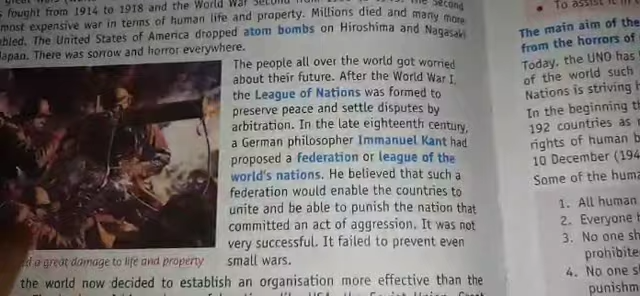 fought from 1914 to 1918 and the World War Second
most expensive war in terms of human life and property. Millions died and many more
bled. The United States of America dropped atom bombs on Hiroshima and Nagasaki
Japan. There was sorrow and horror everywhere.
The people all over the world got worried
about their future. After the World War I,
the League of Nations was formed to
preserve peace and settle disputes by
arbitration. In the late eighteenth century,
a German philosopher Immanuel Kant had
proposed a federation or league of the
world's nations. He believed that such a
federation would enable the countries to
unite and be able to punish the nation that
committed an act of aggression. It was not
very successful. It failed to prevent even
small wars.
a great damage to life and property
the world now decided to establish an organisation more effective than the
To assist
The main aim of the
from the horrors of
Today, the UNO has
of the world such
Nations is striving
In the beginning
192 countries as
rights of human
10 December (194
Some of the huma
1. All human
2. Everyone
3. No one sh
prohibite
4. No one s
punishm